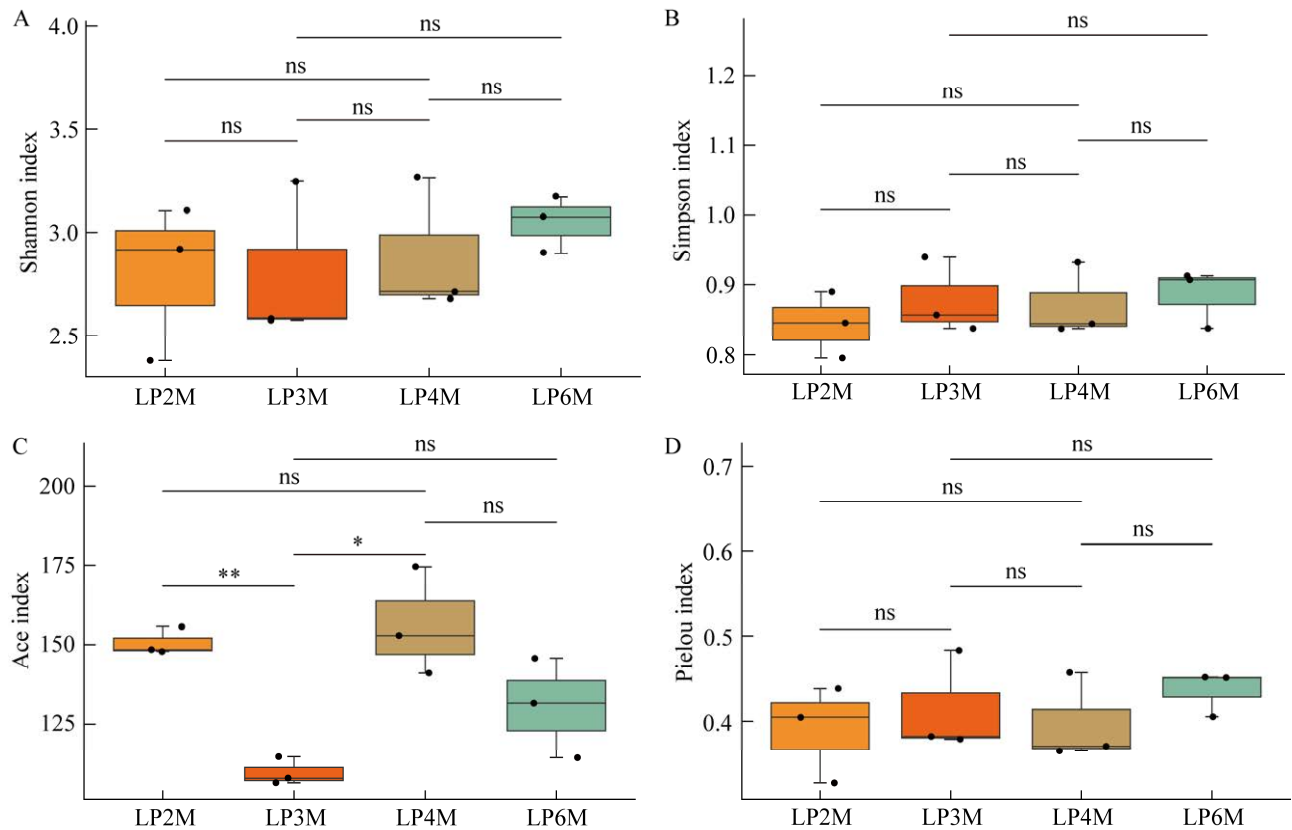 A
Shannon index
4.0
3.5
3.0
2.5
ns
ns
ns
ns
ns
LP2M LP3M LP4M LP6M
B
Simpson index
1.2
1.1
1.0
0.9
0.8
ns
ns
ns
ns
ns
LP2M LP3M LP4M LP6M
C
Ace index
200
175
150
125
ns
ns
ns
*
**
LP2M LP3M LP4M LP6M
D
Pielou index
0.7
0.6
0.5
0.4
ns
ns
ns
ns
ns
LP2M LP3M LP4M LP6M